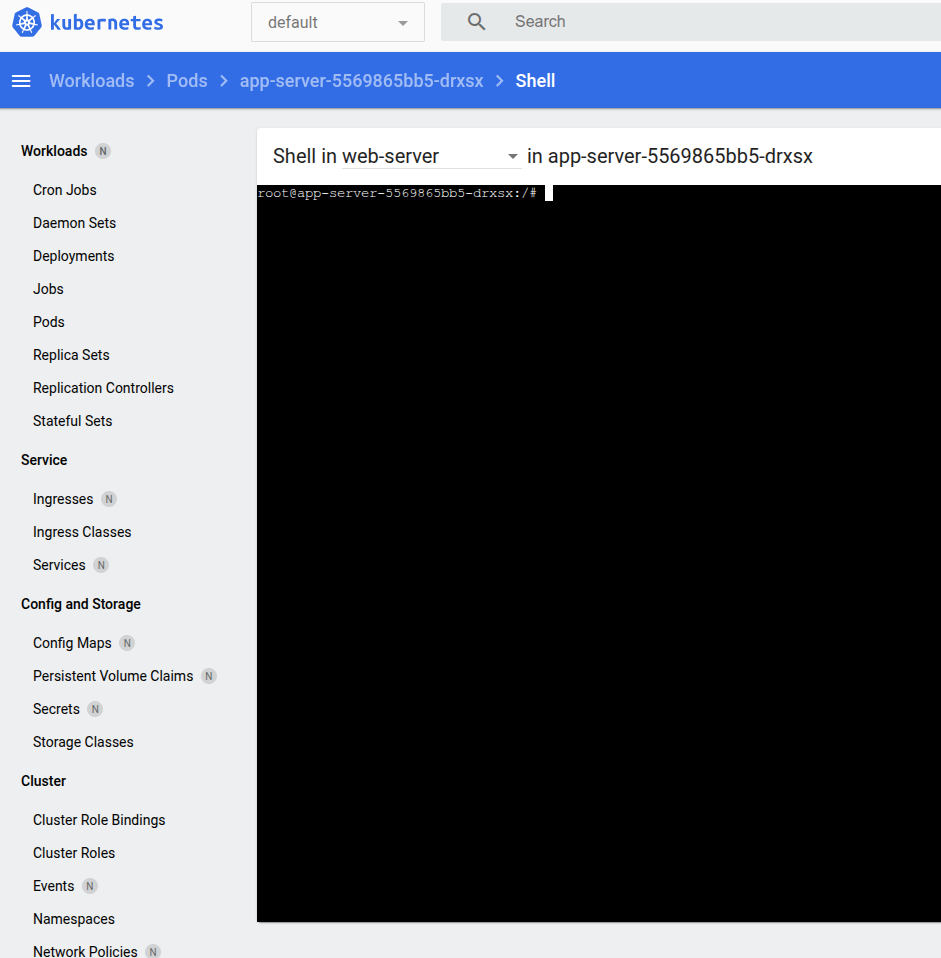 kubernetes
default
Search
Workloads > Pods > app-server-5569865bb5-drxsx > Shell
Workloads N
Cron Jobs
Daemon Sets
Deployments
Jobs
Pods
Replica Sets
Replication Controllers
Stateful Sets
Service
Ingresses N
Ingress Classes
Services N
Config and Storage
Config Maps N
Persistent Volume Claims N
Secrets N
Storage Classes
Cluster
Cluster Role Bindings
Cluster Roles
Events N
Namespaces
Network Policies N
Shell in web-server in app-server-5569865bb5-drxsx
root@app-server-5569865bb5-drxsx:/#